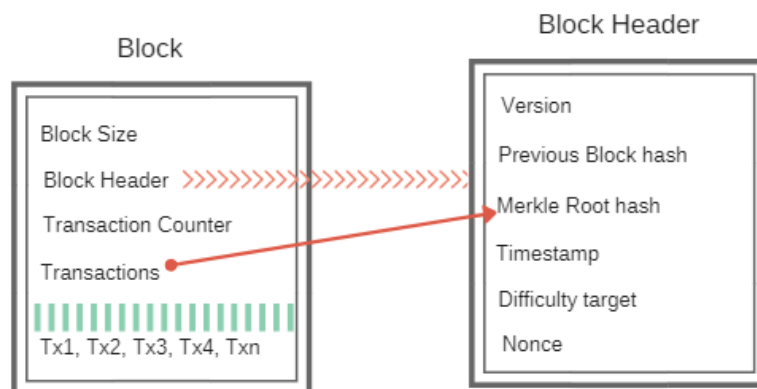 Block
Block Size
Block Header
Transaction Counter
Transactions
Tx1, Tx2, Tx3, Tx4, Txn
Block Header
Version
Previous Block hash
Merkle Root hash
Timestamp
Difficulty target
Nonce